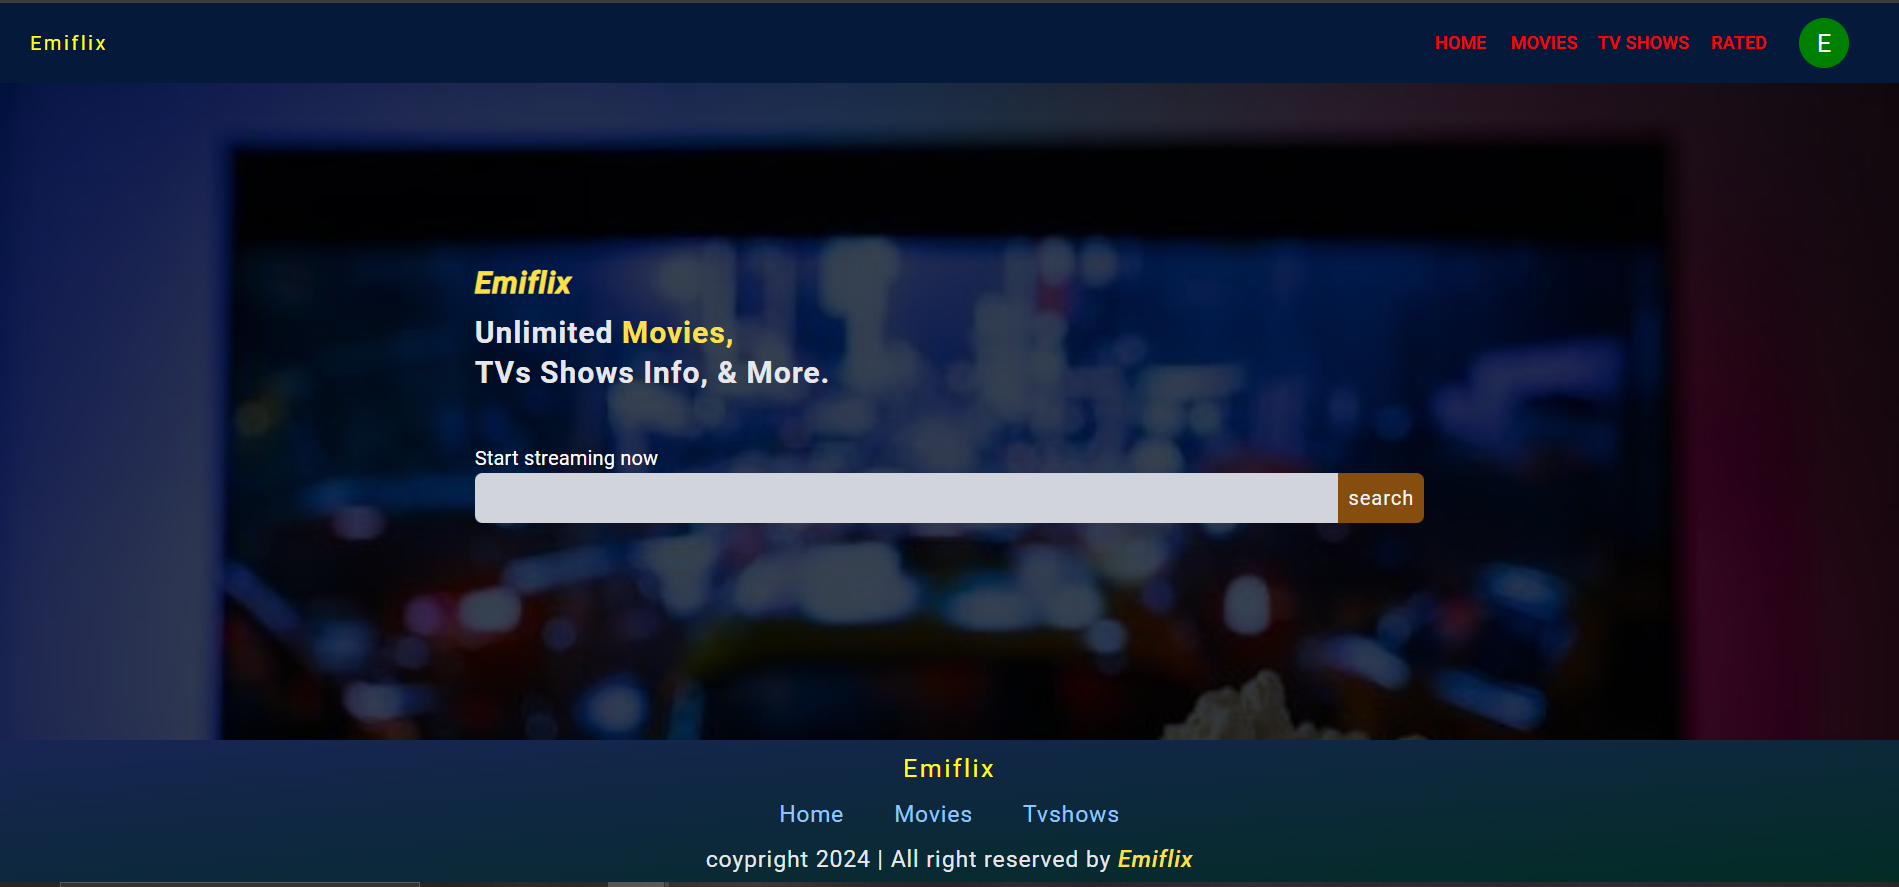 Emiflix
HOME MOVIES TV SHOWS RATED E
Emiflix
Unlimited Movies,
TVs Shows Info, & More.
Start streaming now
search
Emiflix
Home Movies Tvshows
coypright 2024 | All right reserved by Emiflix